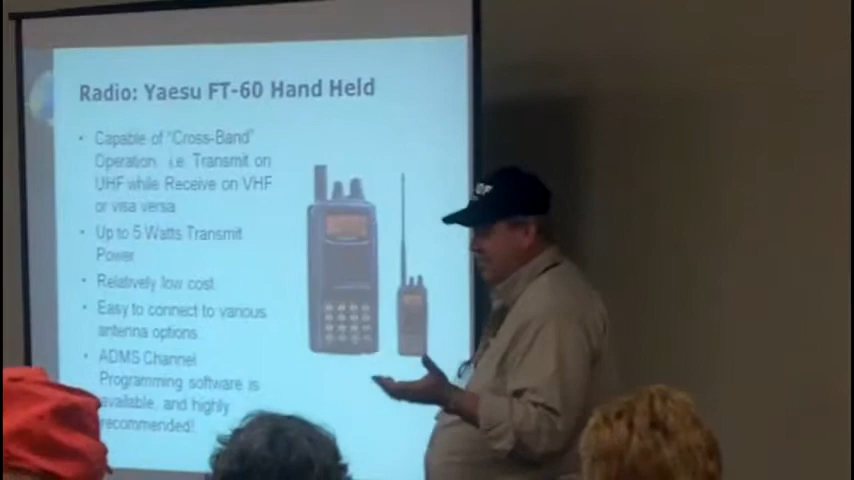 Radio: Yaesu FT-60 Hand Held
• Capable of "Cross-Band"
Operation, i.e. Transmit on
UHF while Receive on VHF
or visa versa
• Up to 5 Watts Transmit
Power
• Relatively low cost
• Easy to connect to various
antenna options
• ADMS Channel
Programming software is
available, and highly
recommended!